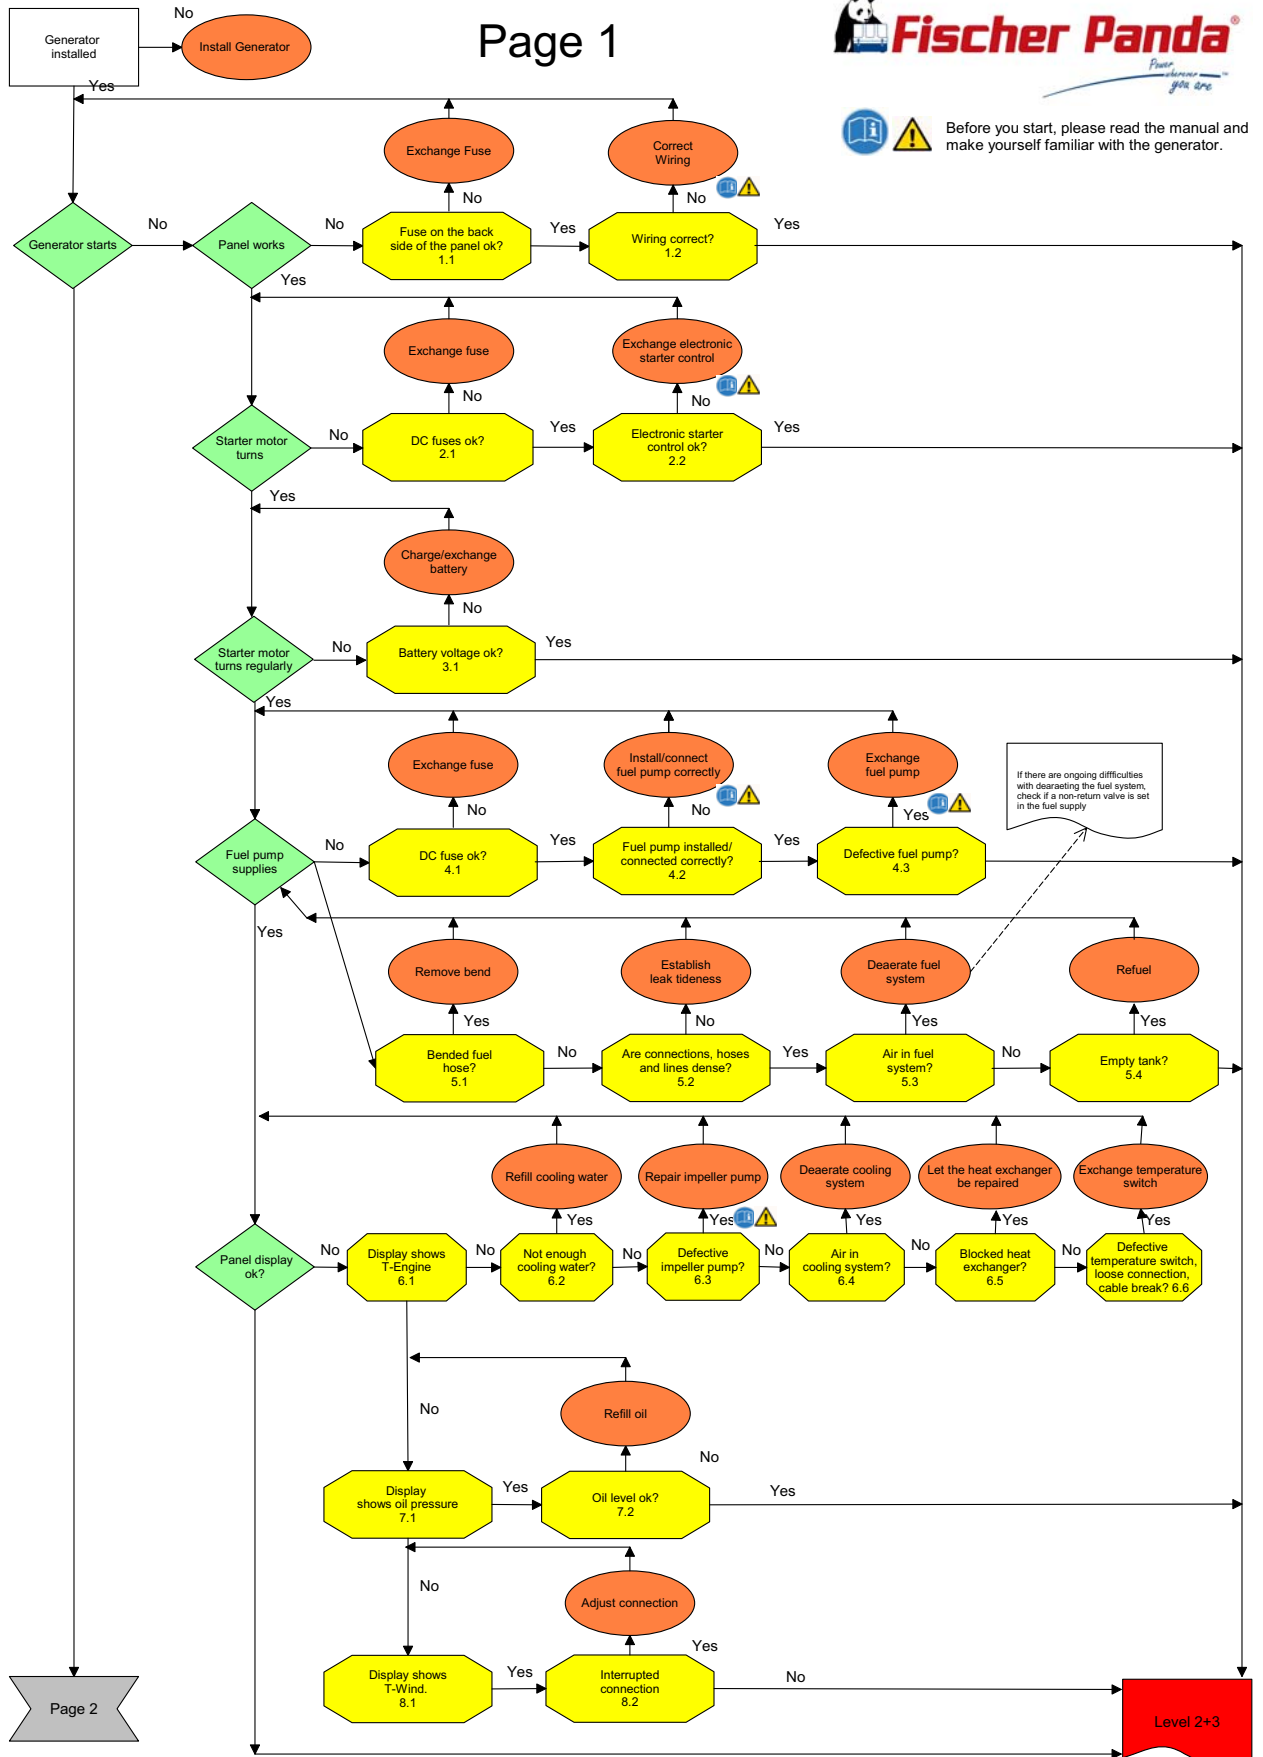 No
Generator
installed
Install Generator
Page 1
Fischer Panda®
Power
wherever
you are
Yes
Before you start, please read the manual and
make yourself familiar with the generator.
Exchange Fuse
Correct
Wiring
No
No
Generator starts
No
Panel works
No
Fuse on the back
side of the panel ok?
1.1
Yes
Wiring correct?
1.2
Yes
Yes
Exchange fuse
Exchange electronic
starter control
No
No
Starter motor
turns
No
DC fuses ok?
2.1
Yes
Electronic starter
control ok?
2.2
Yes
Yes
Charge/exchange
battery
No
Starter motor
turns regularly
No
Battery voltage ok?
3.1
Yes
Yes
Exchange fuse
Install/connect
fuel pump correctly
Exchange
fuel pump
If there are ongoing diffficulties
with dearaeting the fuel system,
check if a non-return valve is set
in the fuel supply
No
No
Yes
Fuel pump
supplies
No
DC fuse ok?
4.1
Yes
Fuel pump installed/
connected correctly?
4.2
Yes
Defective fuel pump?
4.3
Yes
Remove bend
Establish
leak tideness
Deaerate fuel
system
Refuel
Yes
No
Yes
Yes
Bended fuel
hose?
5.1
No
Are connections, hoses
and lines dense?
5.2
Yes
Air in fuel
system?
5.3
No
Empty tank?
5.4
Refill cooling water
Repair impeller pump
Deaerate cooling
system
Let the heat exchanger
be repaired
Exchange temperature
switch
Yes
Yes
Yes
Yes
Yes
Panel display
ok?
No
Display shows
T-Engine
6.1
No
Not enough
cooling water?
6.2
No
Defective
impeller pump?
6.3
No
Air in
cooling system?
6.4
No
Blocked heat
exchanger?
6.5
No
Defective
temperature switch,
loose connection,
cable break? 6.6
No
Refill oil
No
Display
shows oil pressure
7.1
Yes
Oil level ok?
7.2
Yes
No
Adjust connection
Yes
Display shows
T-Wind.
8.1
Yes
Interrupted
connection
8.2
No
Page 2
Level 2+3